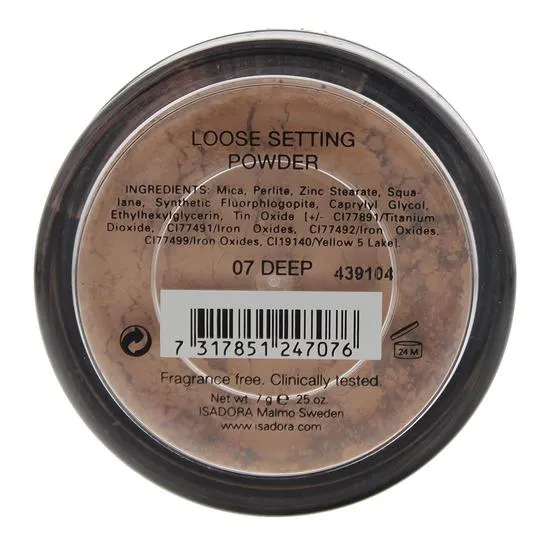 LOOSE SETTING
POWDER
INGREDIENTS: Mica, Perlite, Zinc Stearate, Squa-
lane, Synthetic Fluorphlogopite, Caprylyl Glycol,
Ethylhexylglycerin, Tin Oxide [+/- CI77891/Titanium
Dioxide, CI77491/Iron Oxides, CI77492/Iron Oxides,
CI77499/Iron Oxides, CI19140/Yellow 5 Lake].
07 DEEP 439104
7 317851 247076
24 M
Fragrance free. Clinically tested.
Net wt. 7g e .25 oz.
ISADORA Malmo Sweden
www.isadora.com